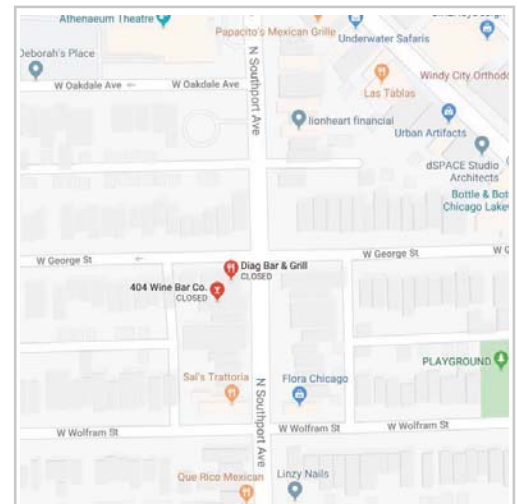 Athenaeum Theatre
Papacito's Mexican Grille
Underwater Safaris
Deborah's Place
N Southport Ave
W Oakdale Ave
W Oakdale Ave
Las Tablas
Windy City Orthodo
lionheart financial
Urban Artifacts
dSPACE Studio
Architects
Bottle & Bot
Chicago Lakev
W George St
W George St
W G
Diag Bar & Grill
CLOSED
404 Wine Bar Co.
CLOSED
PLAYGROUND
Sal's Trattoria
N Southport Ave
Flora Chicago
W Wolfram St
W Wolfram St
W Wolfram St
Que Rico Mexican
Linzy Nails